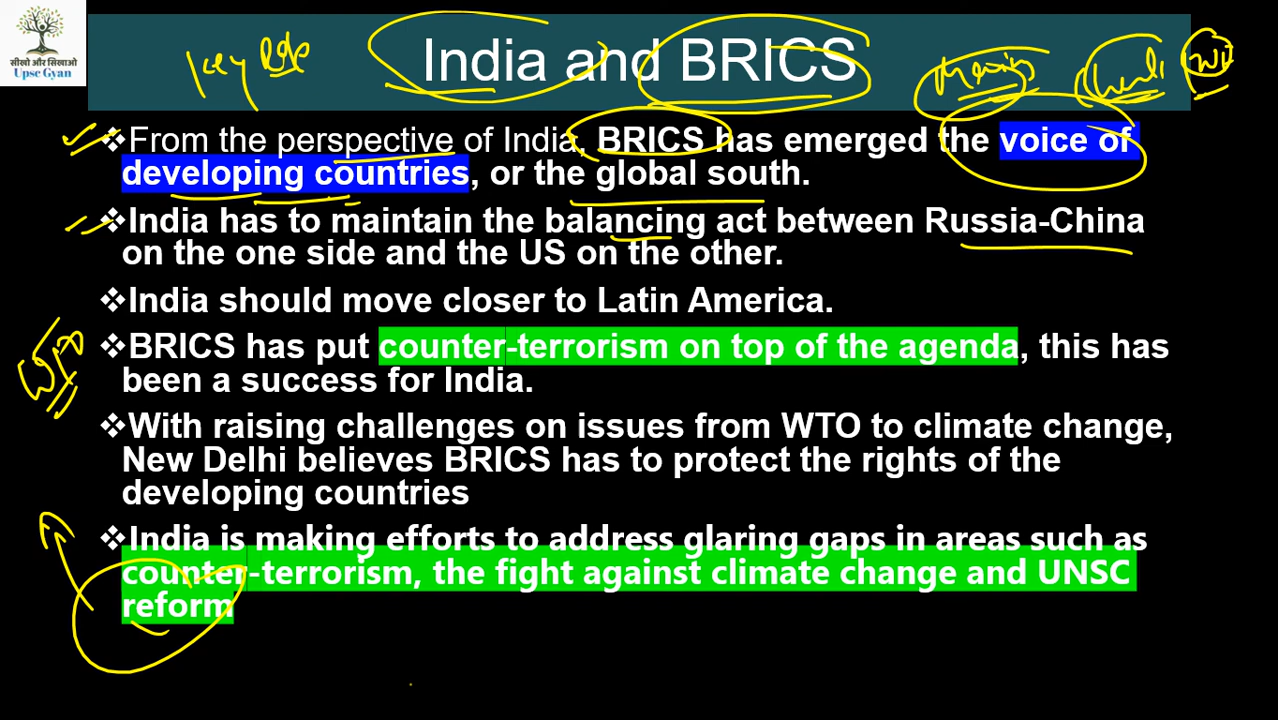 सीखो और सिखाओ
Upsc Gyan
Key Role
India and BRICS
❖From the perspective of India, BRICS has emerged the voice of
developing countries, or the global south.
❖India has to maintain the balancing act between Russia-China
on the one side and the US on the other.
❖India should move closer to Latin America.
❖BRICS has put counter-terrorism on top of the agenda, this has
been a success for India.
❖With raising challenges on issues from WTO to climate change,
New Delhi believes BRICS has to protect the rights of the
developing countries
❖India is making efforts to address glaring gaps in areas such as
counter-terrorism, the fight against climate change and UNSC
reform